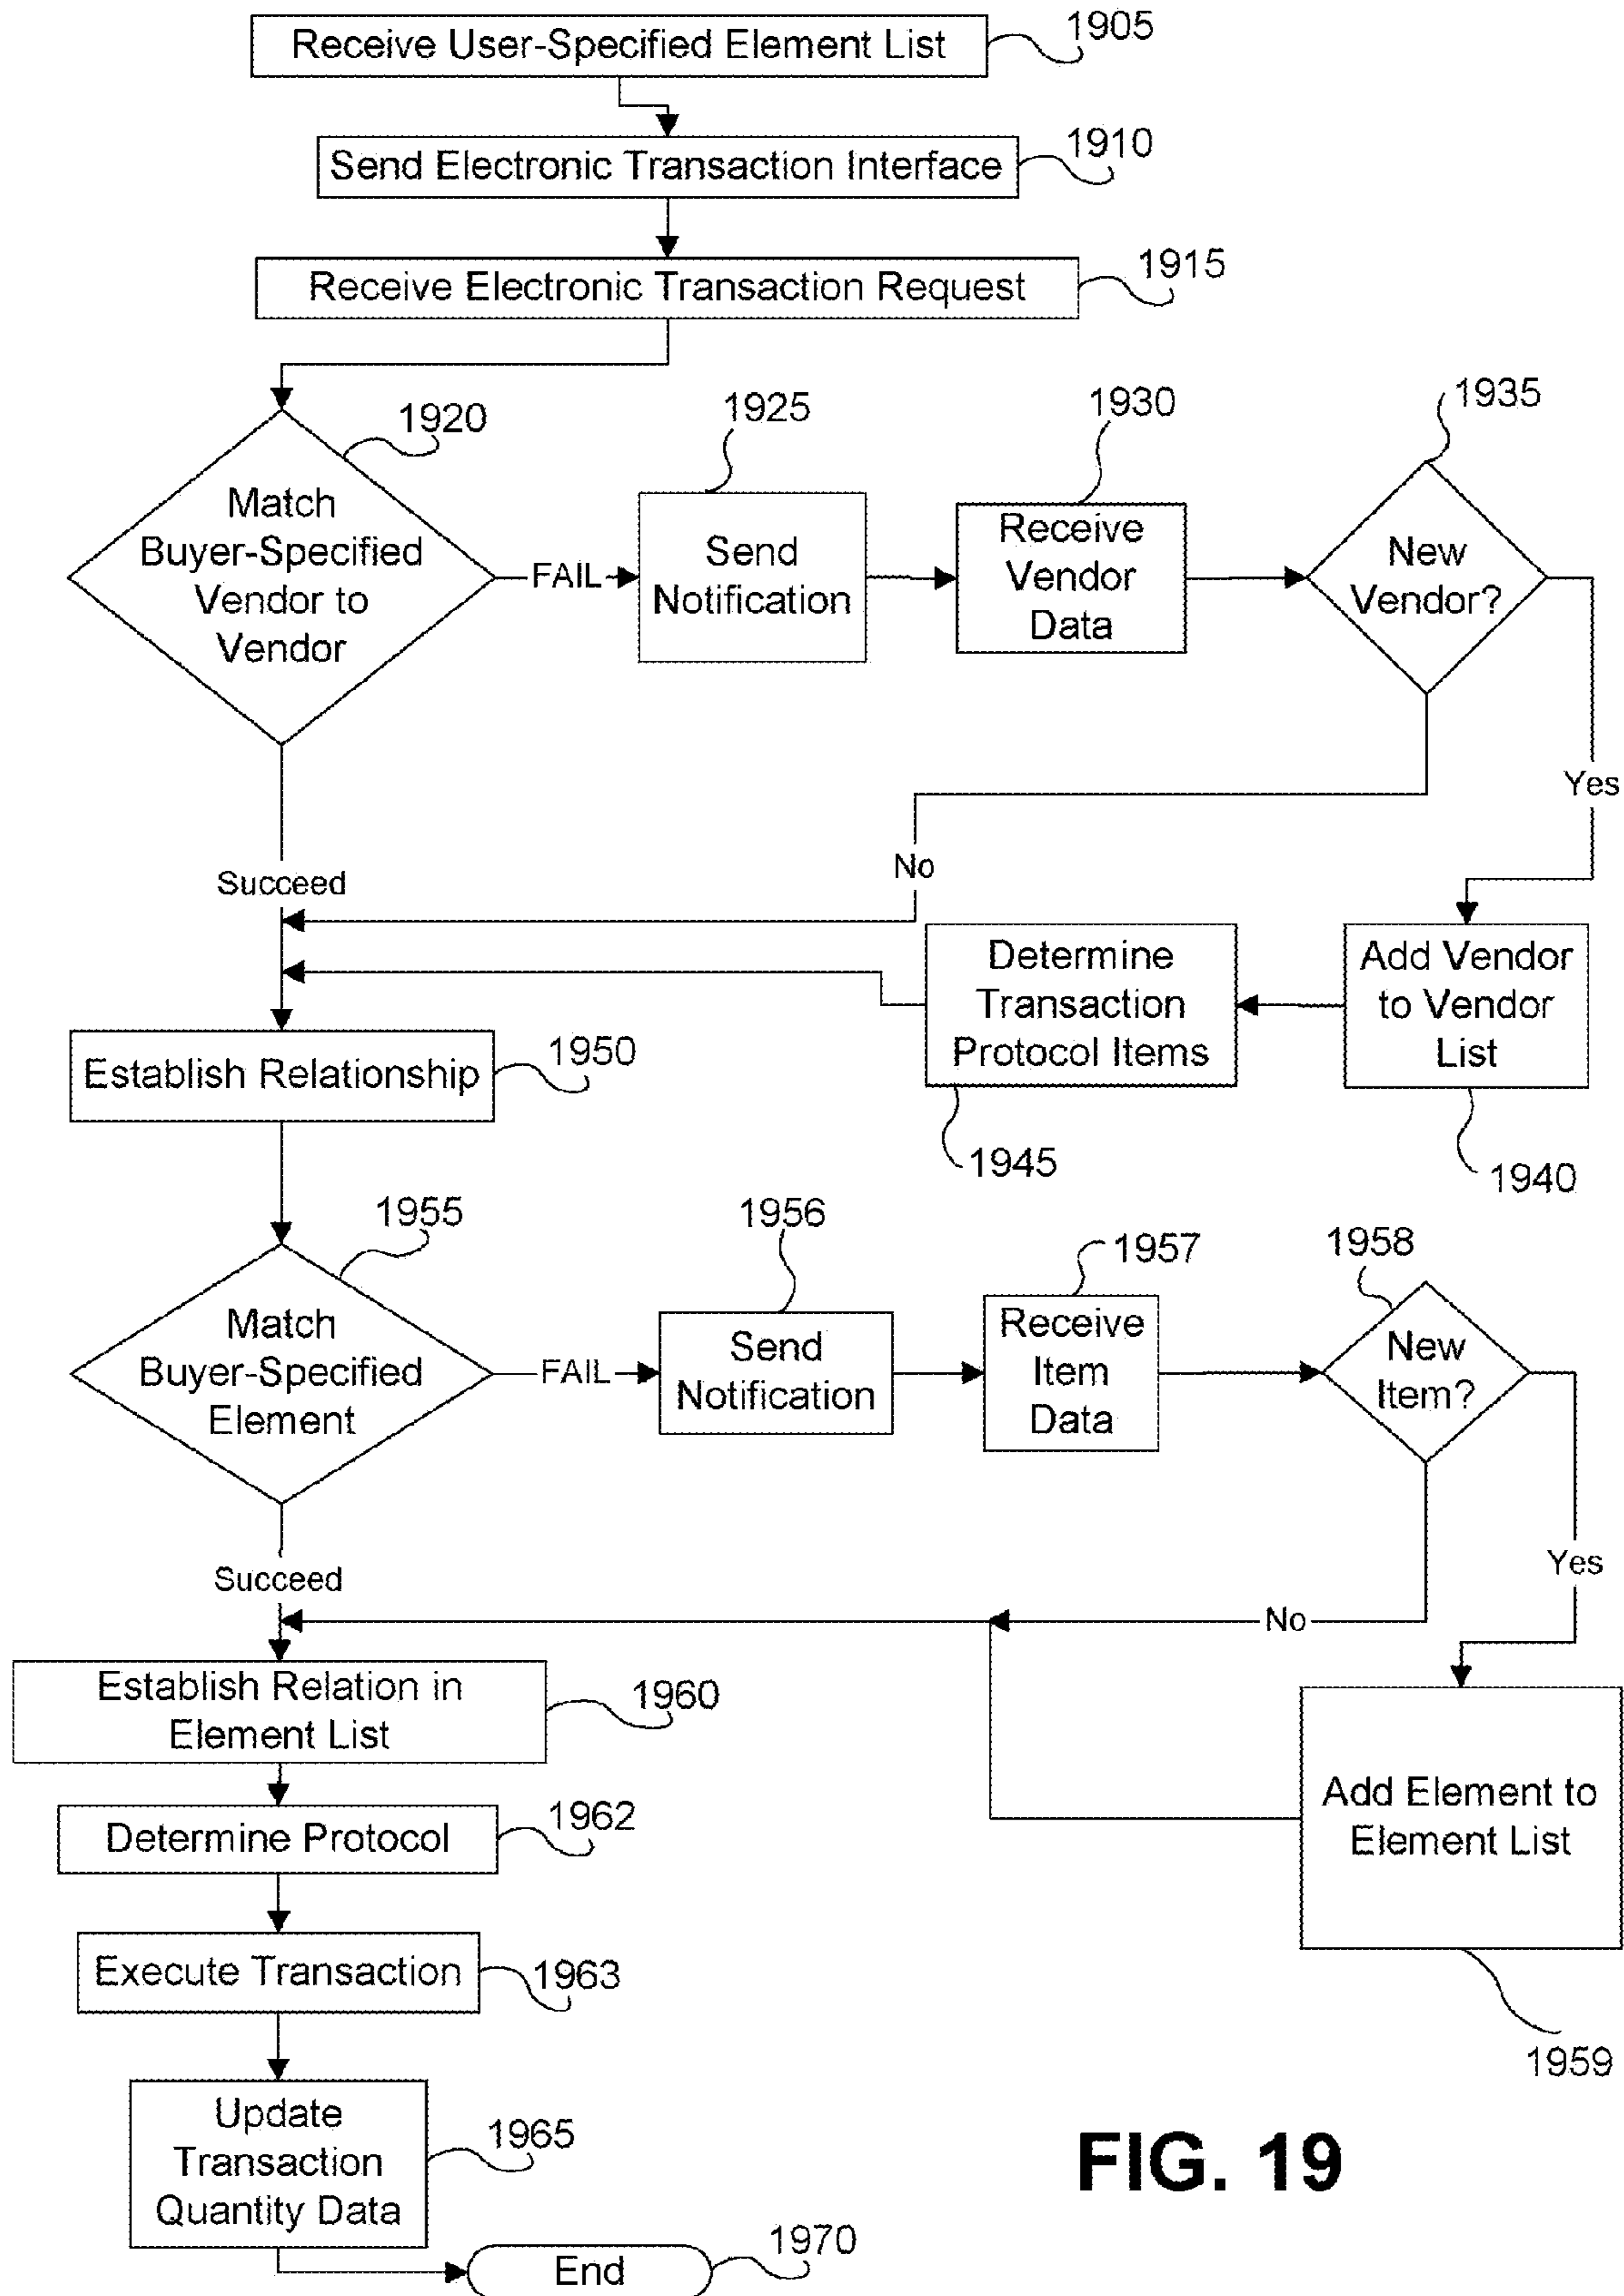 Receive User-Specified Element List
1905
Send Electronic Transaction Interface
1910
Receive Electronic Transaction Request
1915
1920
Match
Buyer-Specified
Vendor to
Vendor
FAIL
1925
Send
Notification
1930
Receive
Vendor
Data
1935
New
Vendor?
Yes
No
Succeed
Determine
Transaction
Protocol Items
1945
Add Vendor
to Vendor
List
1940
Establish Relationship
1950
1955
Match
Buyer-Specified
Element
FAIL
1956
Send
Notification
1957
Receive
Item
Data
1958
New
Item?
Yes
No
Succeed
Establish Relation in
Element List
1960
Add Element to
Element List
1959
Determine Protocol
1962
Execute Transaction
1963
Update
Transaction
Quantity Data
1965
End
1970
FIG. 19